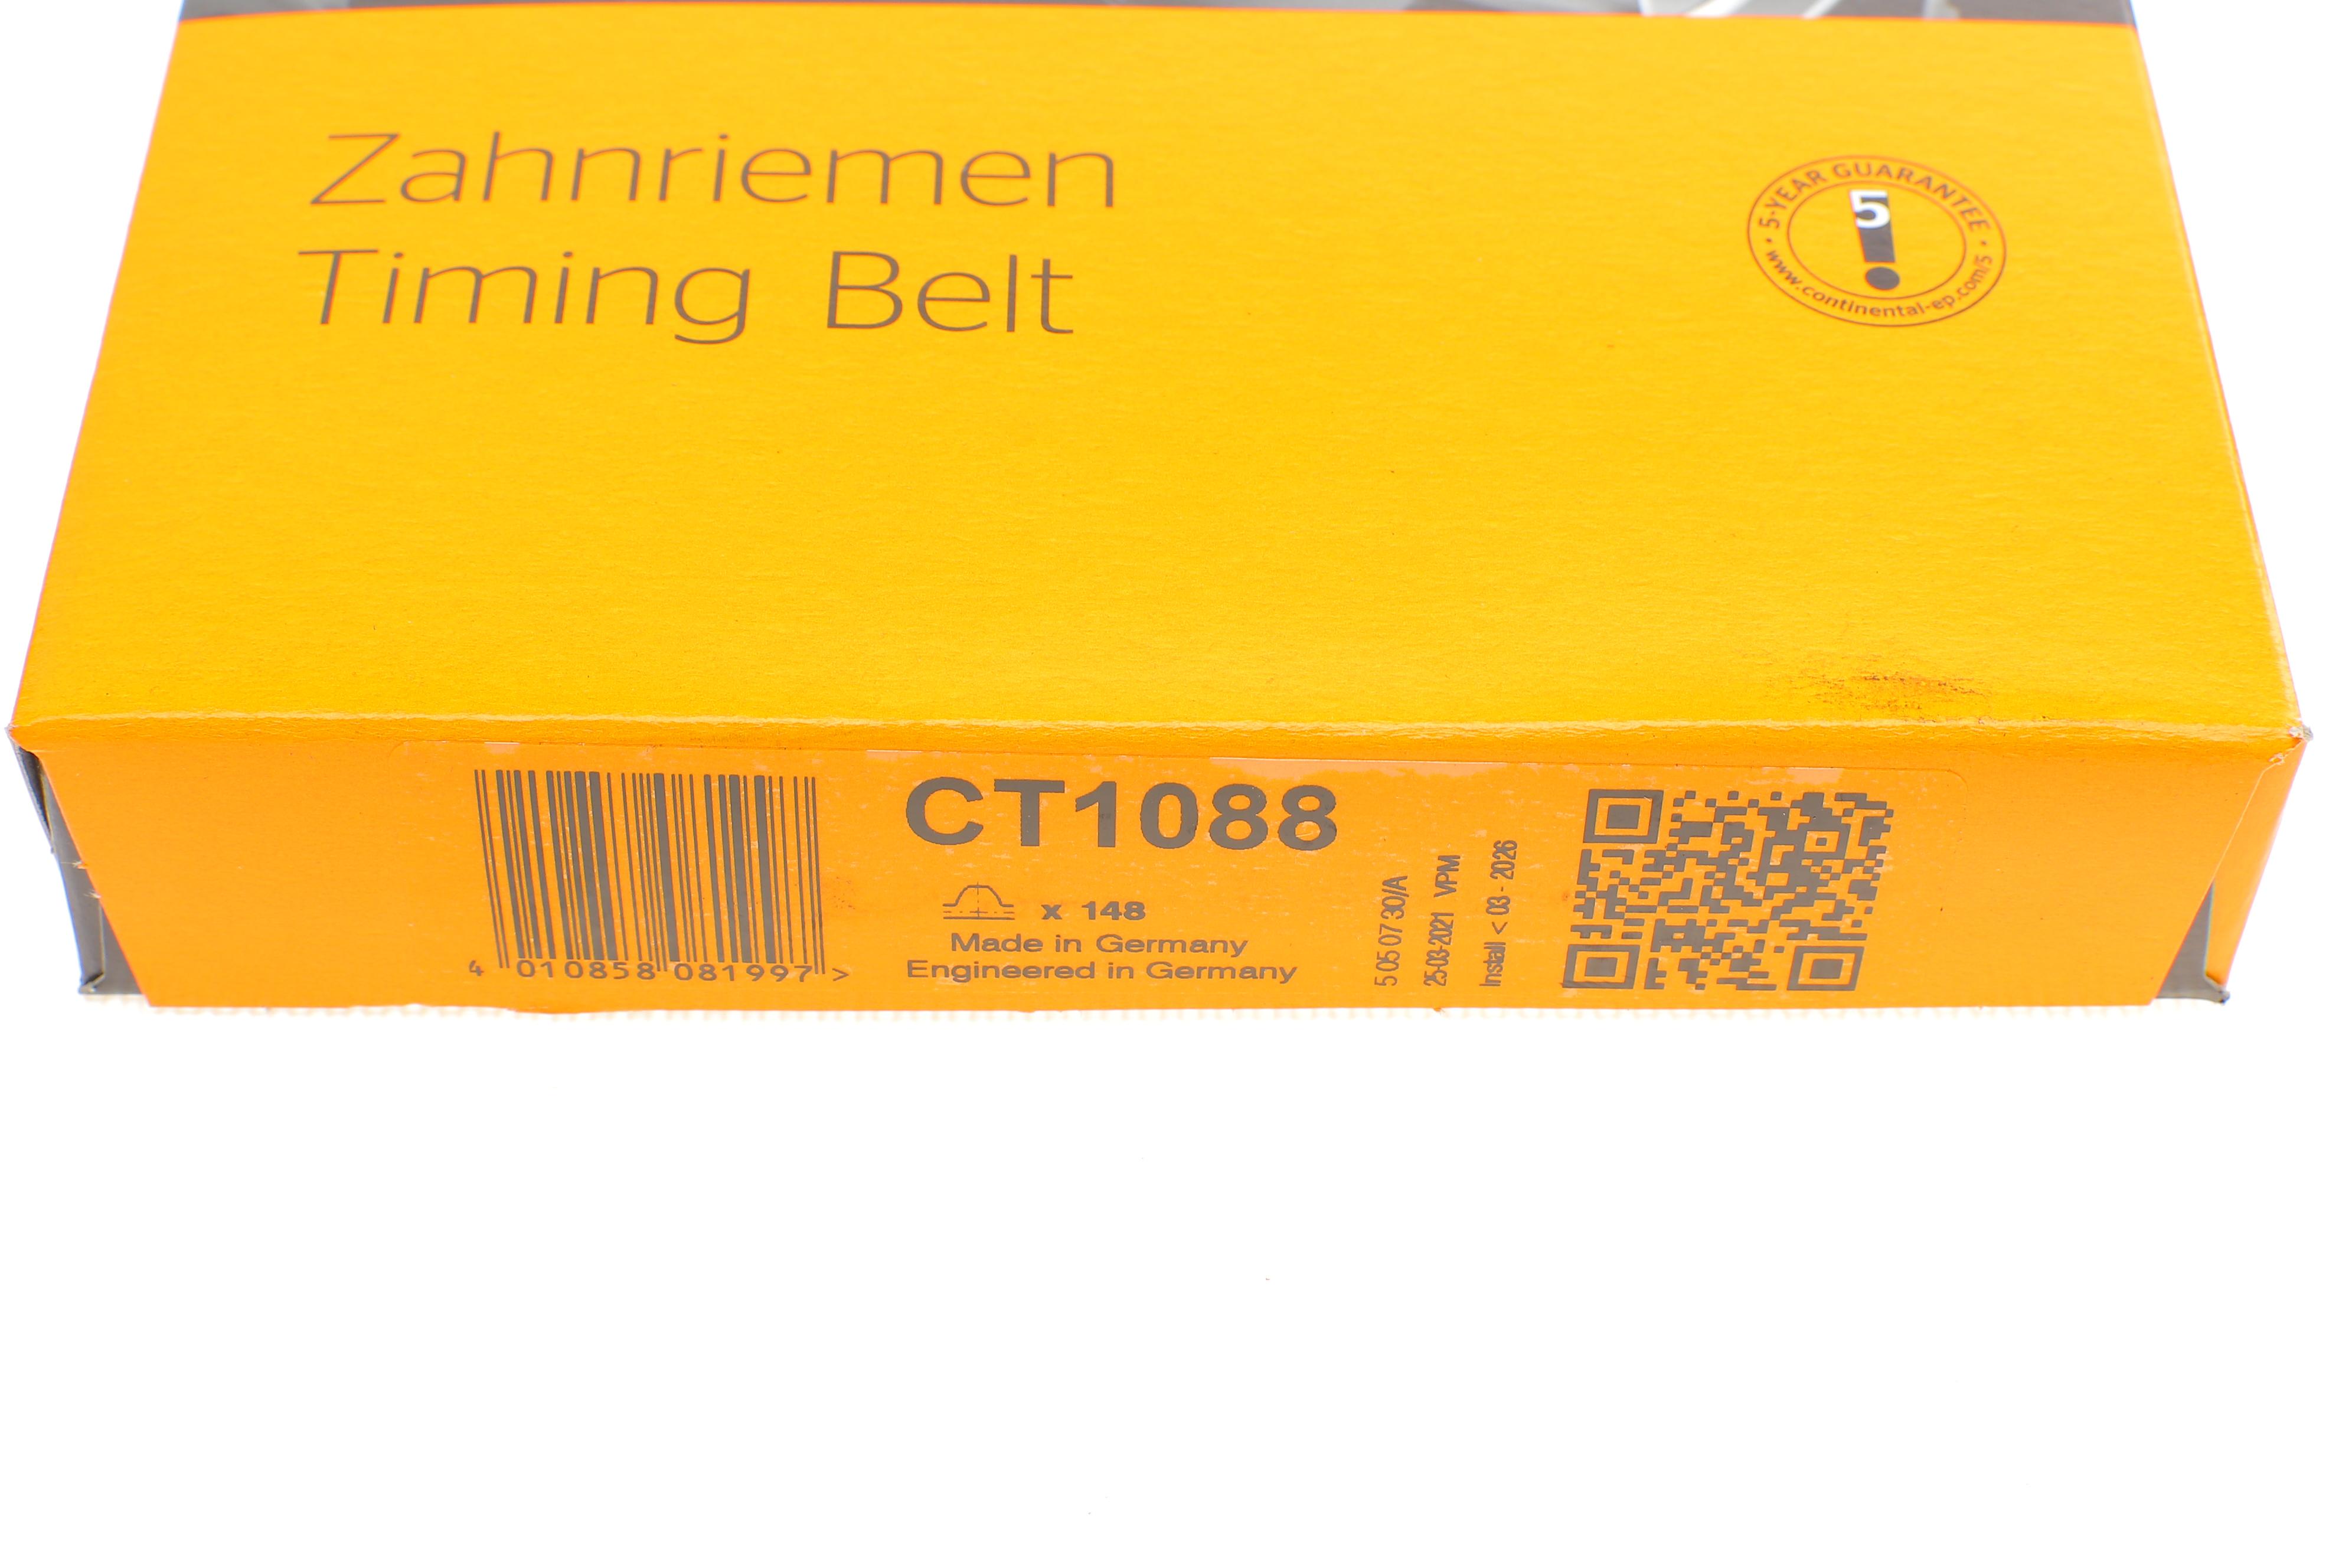 Zahnriemen
Timing Belt
• 5-YEAR GUARANTEE •
5
www.continental-ep.com/5
CT1088
x 148
Made in Germany
Engineered in Germany
4 010858 081997 >
5 05 07 30/A
25-03-2021 VPM
Install < 03 - 2026